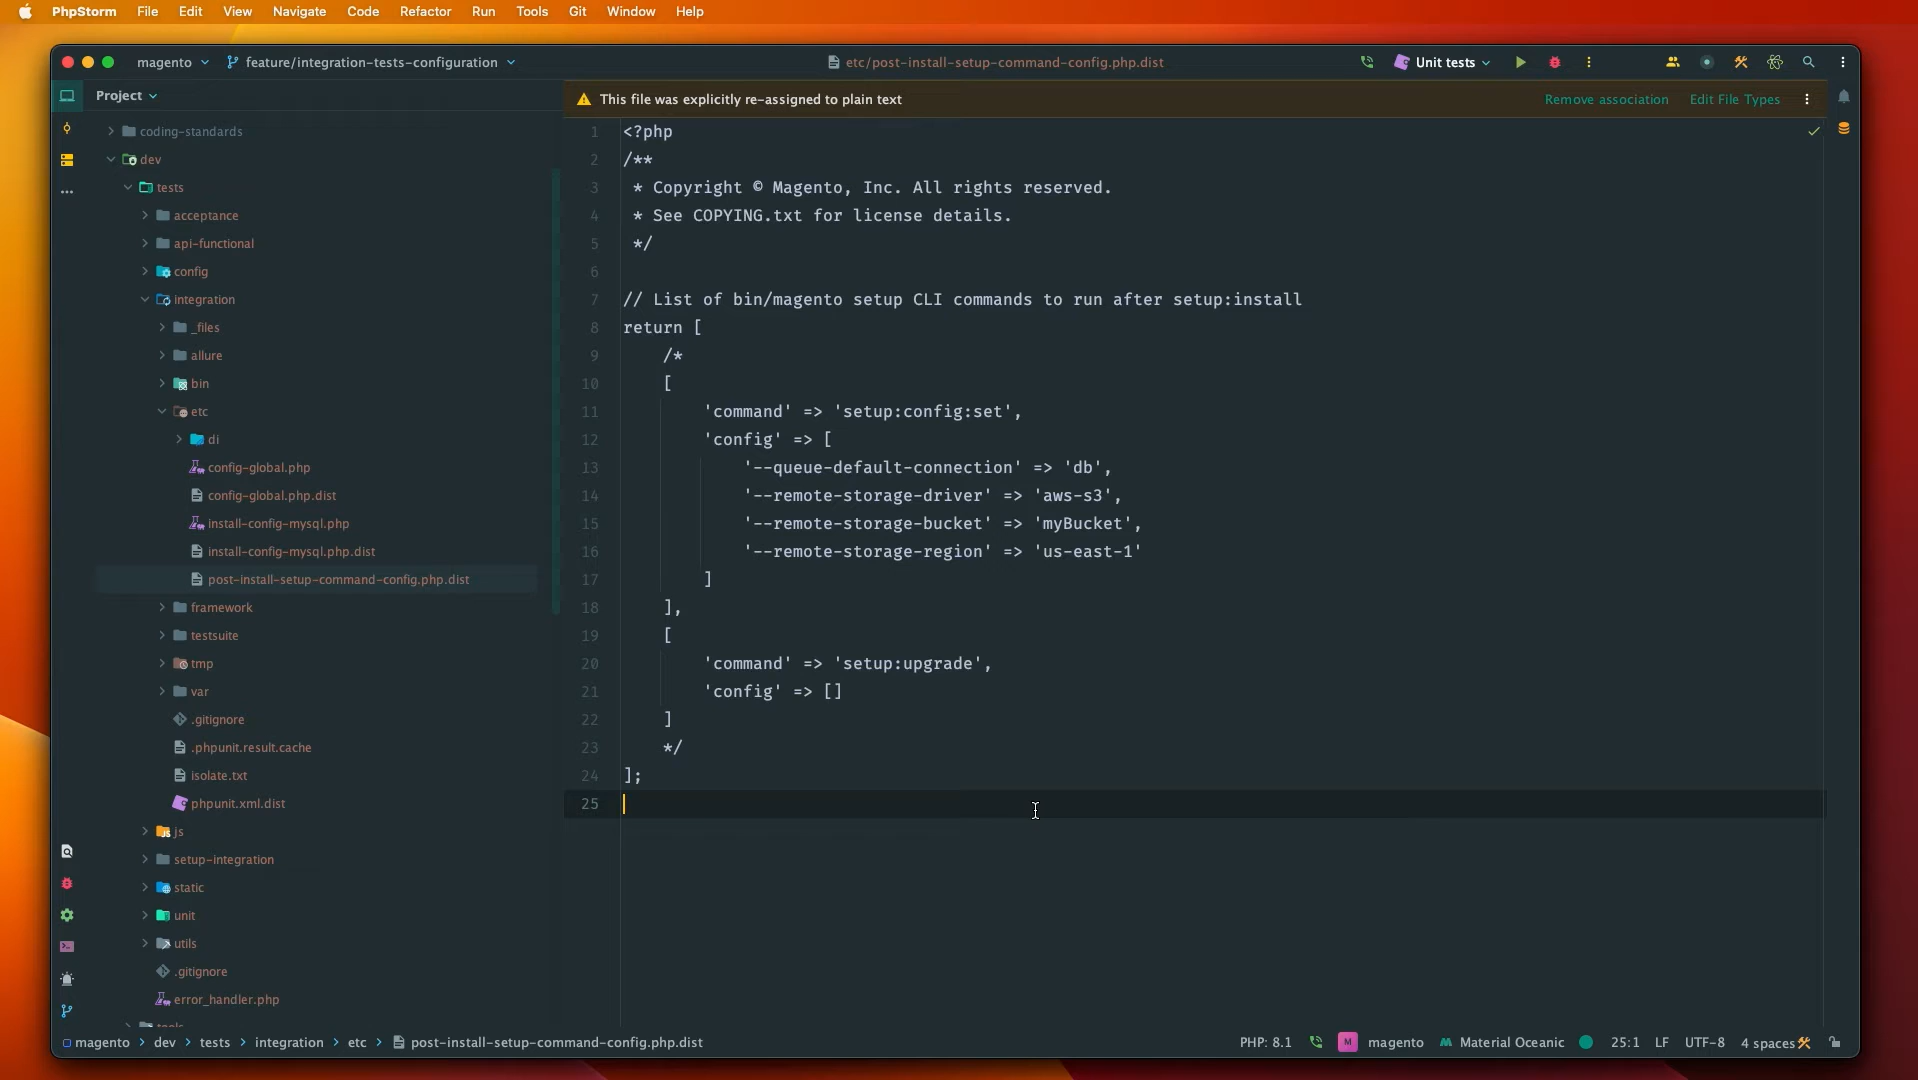 PhpStorm File Edit View Navigate Code Refactor Run Tools Git Window Help
magento feature/integration-tests-configuration etc/post-install-setup-command-config.php.dist Unit tests
Project
This file was explicitly re-assigned to plain text Remove association Edit File Types
coding-standards
dev
tests
acceptance
api-functional
config
integration
_files
allure
bin
etc
di
config-global.php
config-global.php.dist
install-config-mysql.php
install-config-mysql.php.dist
post-install-setup-command-config.php.dist
framework
testsuite
tmp
var
.gitignore
.phpunit.result.cache
isolate.txt
phpunit.xml.dist
js
setup-integration
static
unit
utils
.gitignore
error_handler.php
tools
1 <?php
2 /**
3 * Copyright © Magento, Inc. All rights reserved.
4 * See COPYING.txt for license details.
5 */
6
7 // List of bin/magento setup CLI commands to run after setup:install
8 return [
9 /*
10 [
11 'command' => 'setup:config:set',
12 'config' => [
13 '--queue-default-connection' => 'db',
14 '--remote-storage-driver' => 'aws-s3',
15 '--remote-storage-bucket' => 'myBucket',
16 '--remote-storage-region' => 'us-east-1'
17 ]
18 ],
19 [
20 'command' => 'setup:upgrade',
21 'config' => []
22 ]
23 */
24 ];
25
magento > dev > tests > integration > etc > post-install-setup-command-config.php.dist PHP: 8.1 M magento Material Oceanic 25:1 LF UTF-8 4 spaces